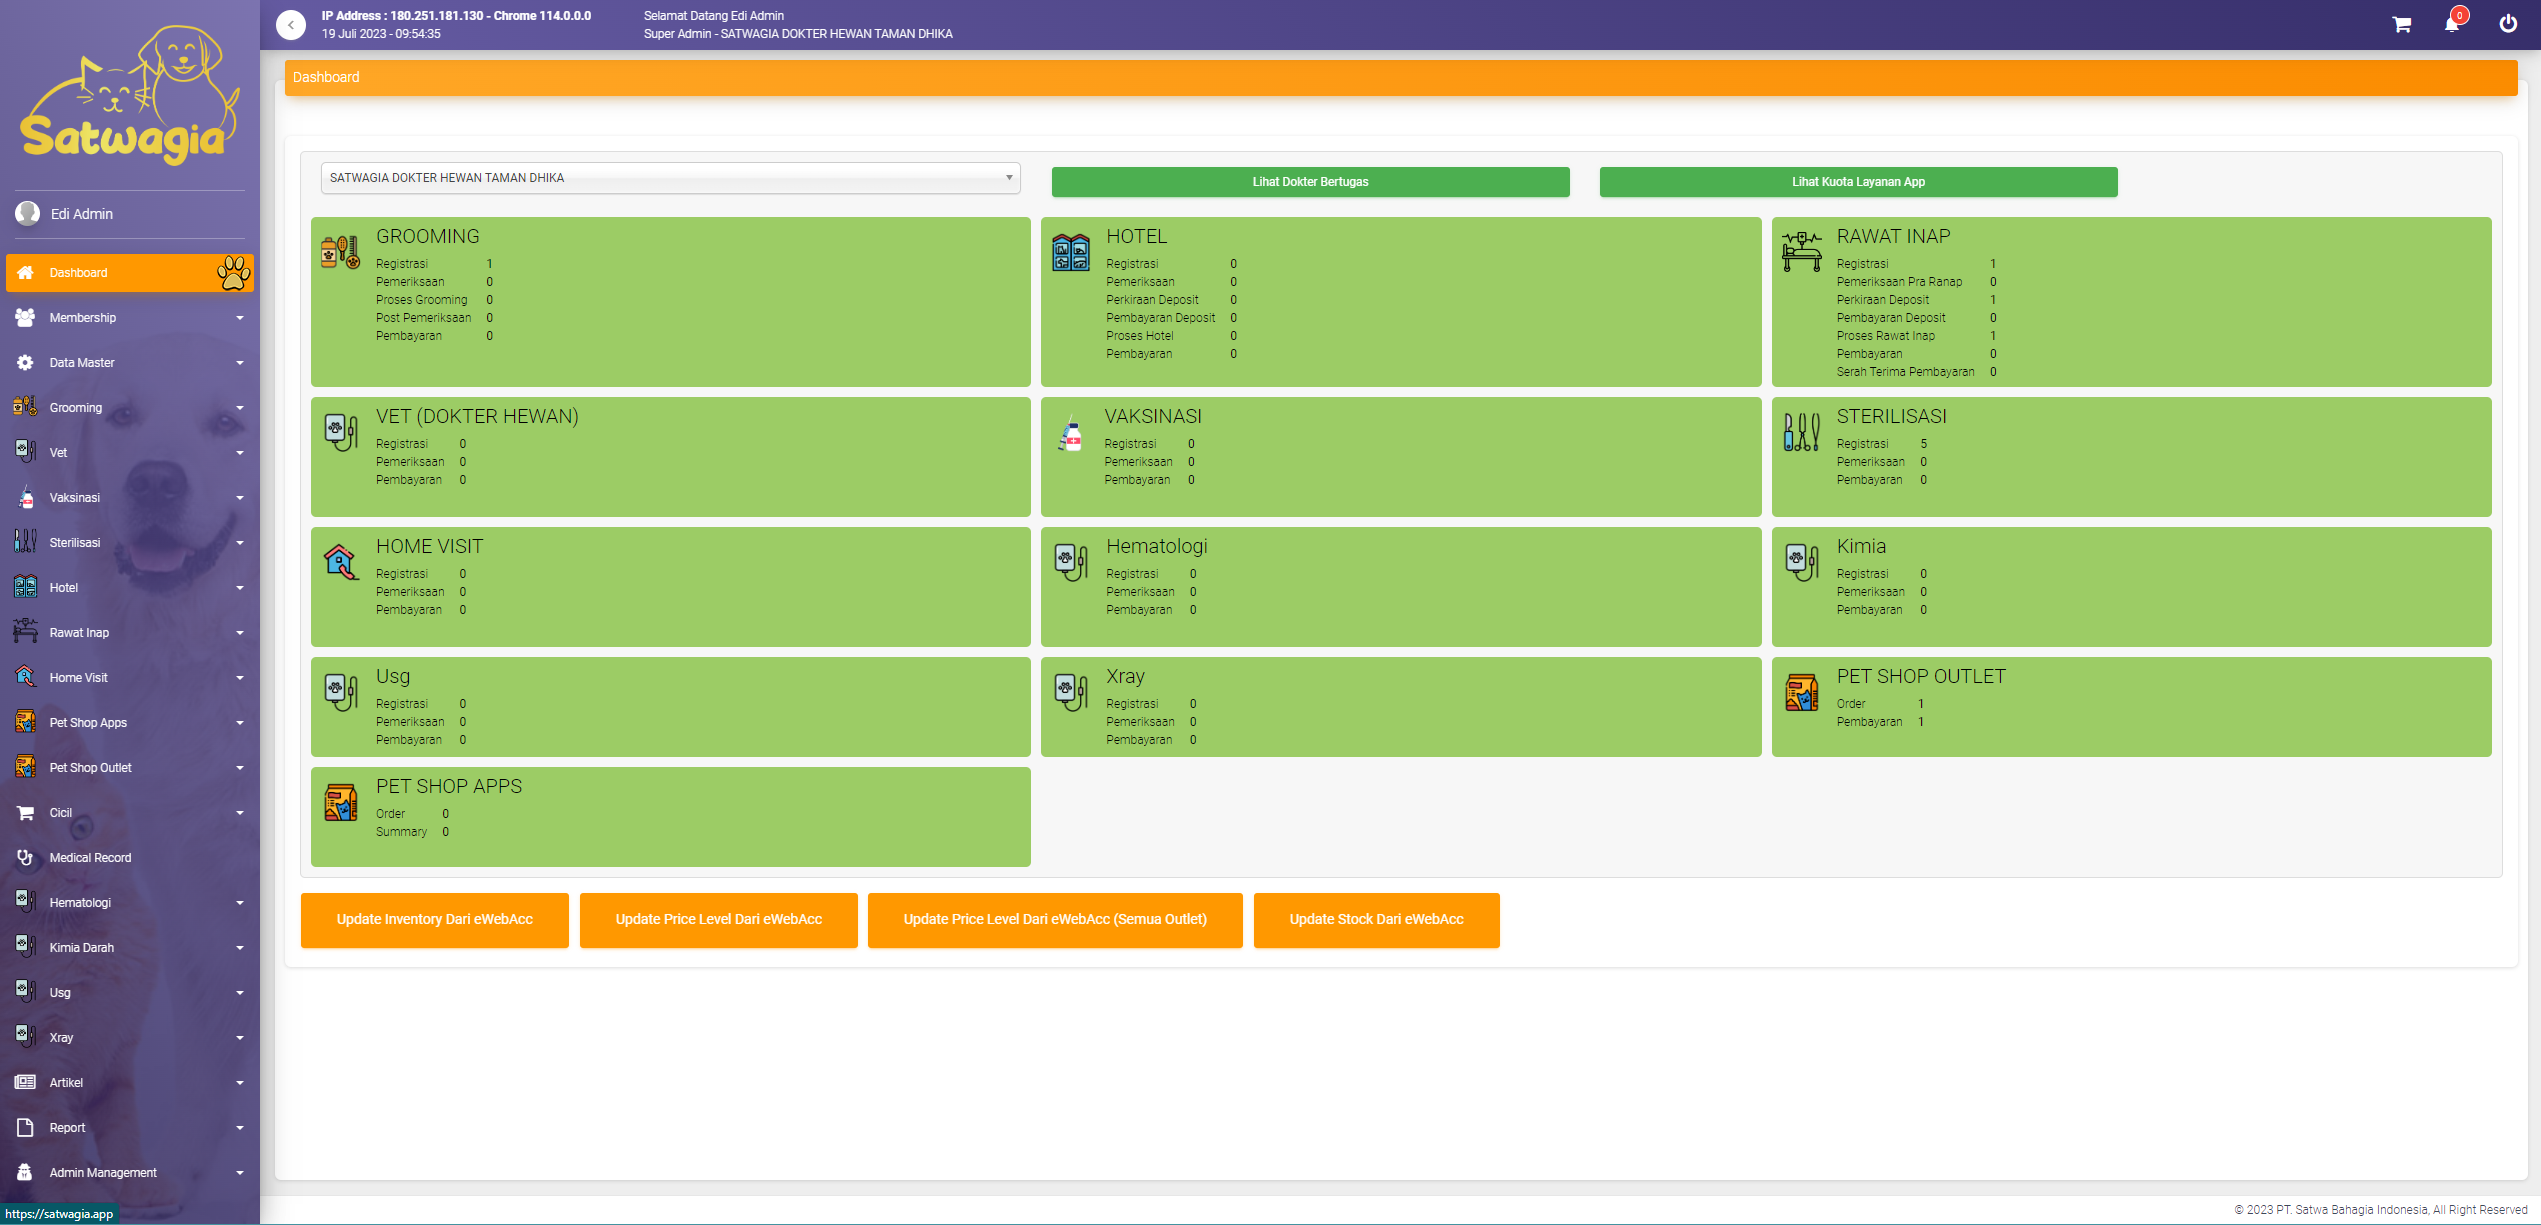 Satwagia
IP Address : 180.251.181.130 - Chrome 114.0.0.0
19 Juli 2023 - 09:54:35
Selamat Datang Edi Admin
Super Admin - SATWAGIA DOKTER HEWAN TAMAN DHIKA
0
Edi Admin
Dashboard
Membership
Data Master
Grooming
Vet
Vaksinasi
Sterilisasi
Hotel
Rawat Inap
Home Visit
Pet Shop Apps
Pet Shop Outlet
Cicil
Medical Record
Hematologi
Kimia Darah
Usg
Xray
Artikel
Report
Admin Management
https://satwagia.app
Dashboard
SATWAGIA DOKTER HEWAN TAMAN DHIKA
Lihat Dokter Bertugas
Lihat Kuota Layanan App
GROOMING
Registrasi 1
Pemeriksaan 0
Proses Grooming 0
Post Pemeriksaan 0
Pembayaran 0
HOTEL
Registrasi 0
Pemeriksaan 0
Perkiraan Deposit 0
Pembayaran Deposit 0
Proses Hotel 0
Pembayaran 0
RAWAT INAP
Registrasi 1
Pemeriksaan Pra Ranap 0
Perkiraan Deposit 1
Pembayaran Deposit 0
Proses Rawat Inap 1
Pembayaran 0
Serah Terima Pembayaran 0
VET (DOKTER HEWAN)
Registrasi 0
Pemeriksaan 0
Pembayaran 0
VAKSINASI
Registrasi 0
Pemeriksaan 0
Pembayaran 0
STERILISASI
Registrasi 5
Pemeriksaan 0
Pembayaran 0
HOME VISIT
Registrasi 0
Pemeriksaan 0
Pembayaran 0
Hematologi
Registrasi 0
Pemeriksaan 0
Pembayaran 0
Kimia
Registrasi 0
Pemeriksaan 0
Pembayaran 0
Usg
Registrasi 0
Pemeriksaan 0
Pembayaran 0
Xray
Registrasi 0
Pemeriksaan 0
Pembayaran 0
PET SHOP OUTLET
Order 1
Pembayaran 1
PET SHOP APPS
Order 0
Summary 0
Update Inventory Dari eWebAcc
Update Price Level Dari eWebAcc
Update Price Level Dari eWebAcc (Semua Outlet)
Update Stock Dari eWebAcc
© 2023 PT. Satwa Bahagia Indonesia, All Right Reserved